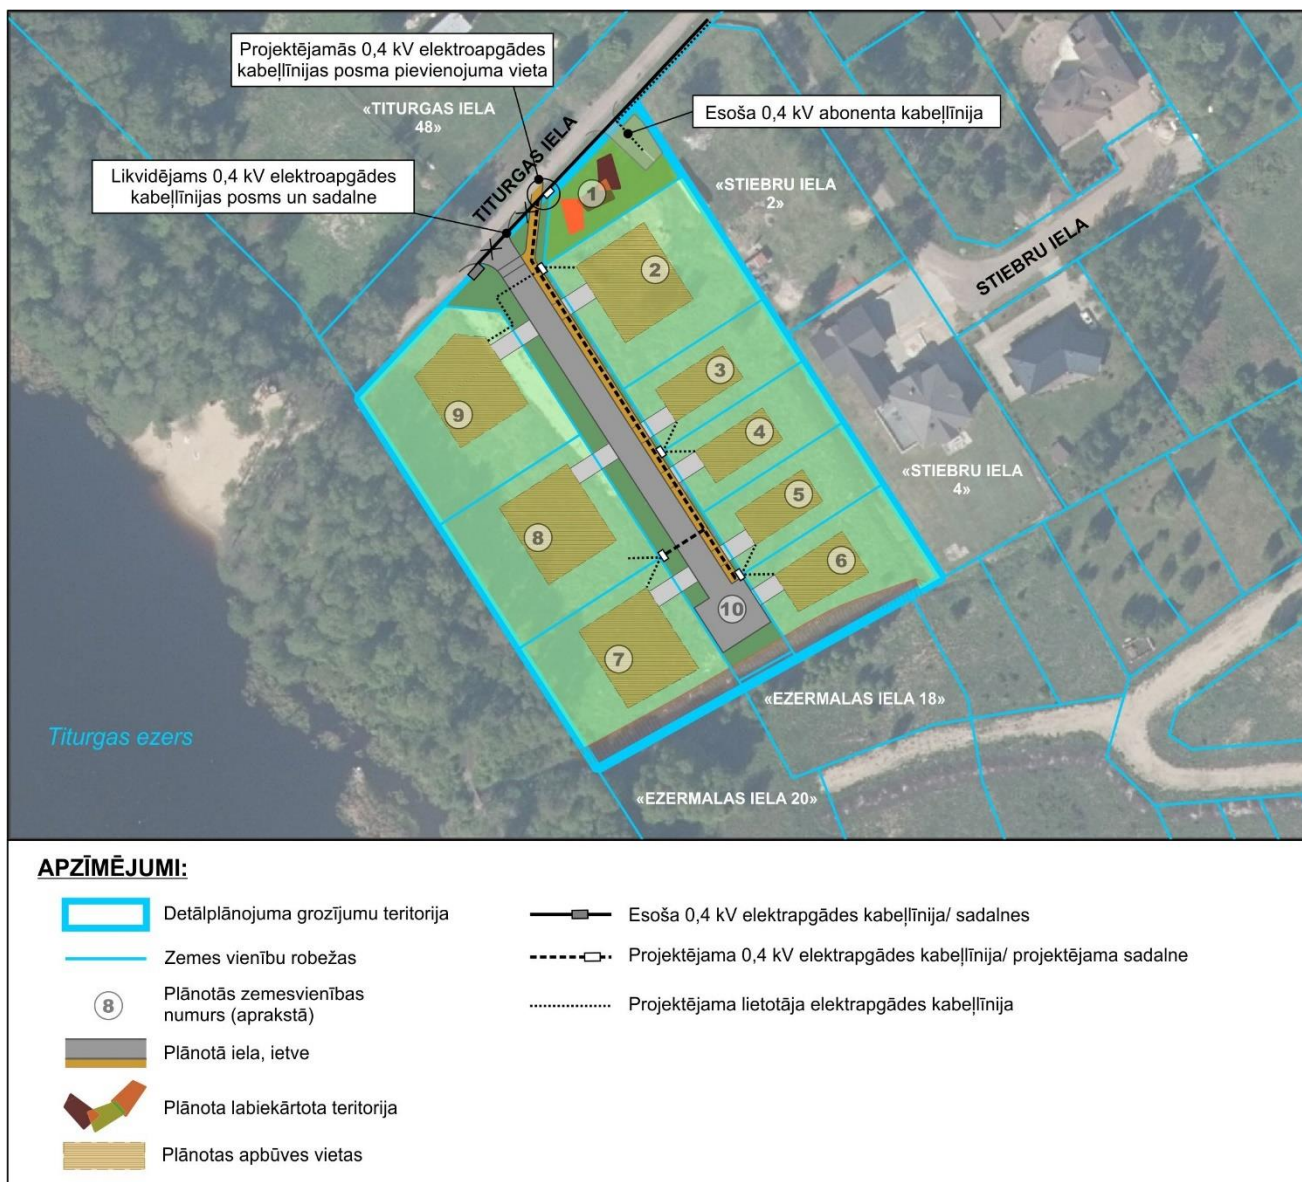 Projektējamās 0,4 kV elektroapgādes
kabeļlīnijas posma pievienojuma vieta
«TITURGAS IELA
48»
Esoša 0,4 kV abonenta kabeļlīnija
TITURGAS IELA
Likvidējams 0,4 kV elektroapgādes
kabeļlīnijas posms un sadalne
«STIEBRU IELA
2»
STIEBRU IELA
1
2
3
4
5
6
7
8
9
10
«STIEBRU IELA
4»
«EZERMALAS IELA 18»
Titurgas ezers
«EZERMALAS IELA 20»
APZĪMĒJUMI:
Detālplānojuma grozījumu teritorija
Zemes vienību robežas
8
Plānotās zemesvienības
numurs (aprakstā)
Plānotā iela, ietve
Plānota labiekārtota teritorija
Plānotas apbūves vietas
Esoša 0,4 kV elektrapgādes kabeļlīnija/ sadalnes
Projektējama 0,4 kV elektrapgādes kabeļlīnija/ projektējama sadalne
Projektējama lietotāja elektrapgādes kabeļlīnija